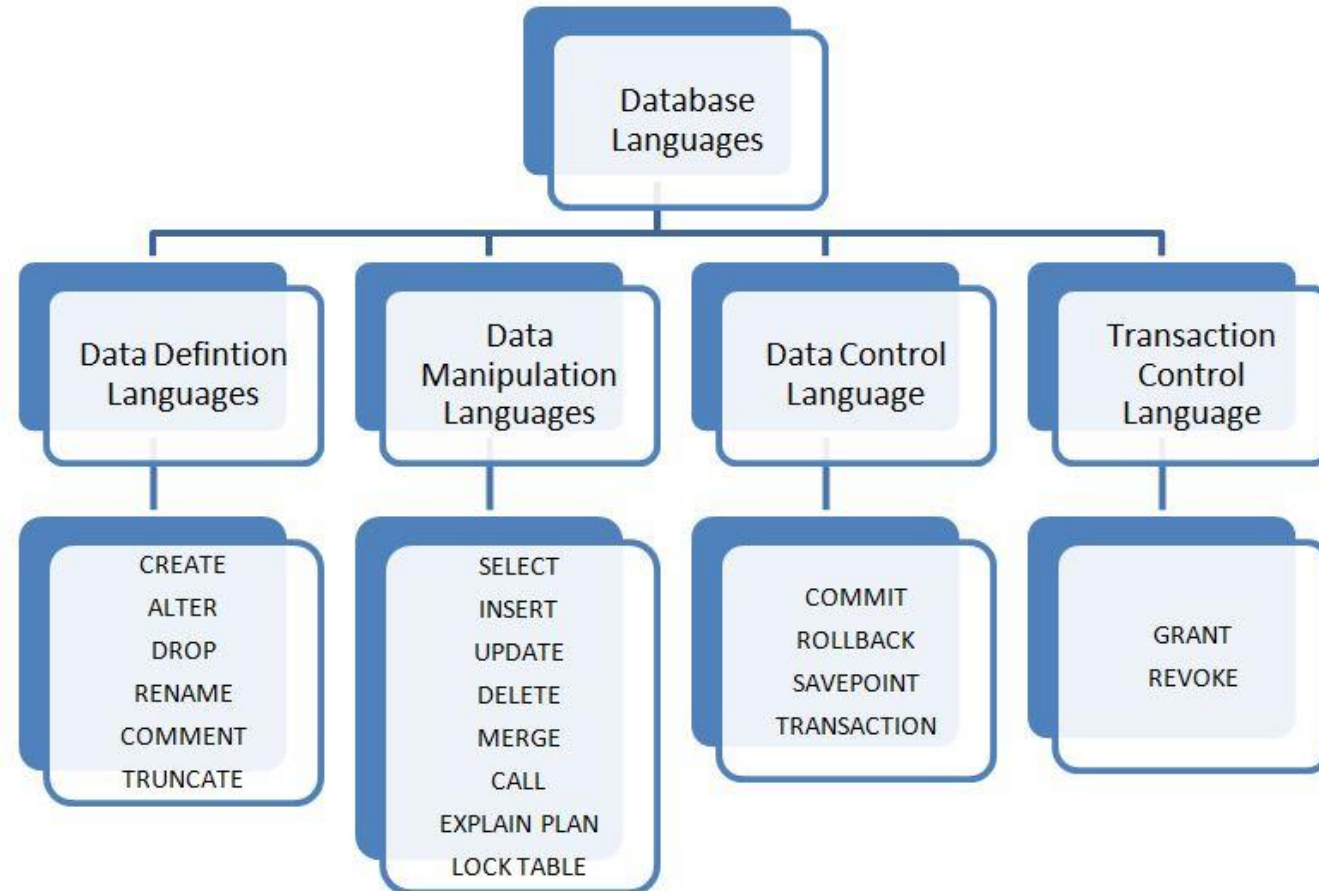 Database
Languages
Data Defintion
Languages
Data
Manipulation
Languages
Data Control
Language
Transaction
Control
Language
CREATE
ALTER
DROP
RENAME
COMMENT
TRUNCATE
SELECT
INSERT
UPDATE
DELETE
MERGE
CALL
EXPLAIN PLAN
LOCK TABLE
COMMIT
ROLLBACK
SAVEPOINT
TRANSACTION
GRANT
REVOKE